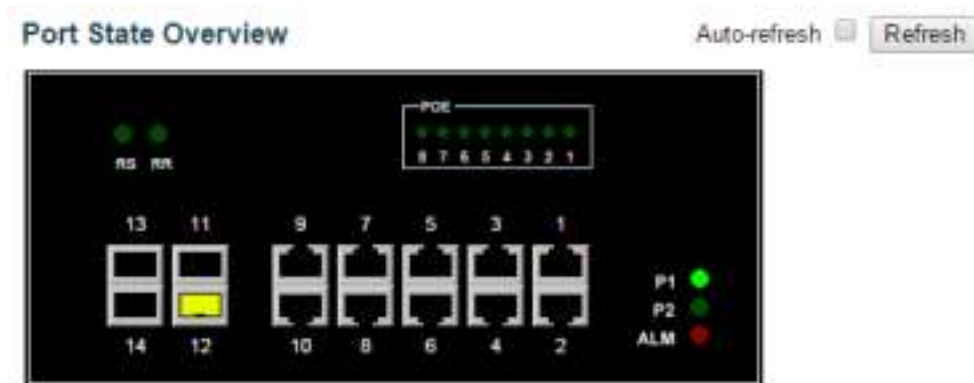 Port State Overview
Auto-refresh Refresh
POE
8 7 6 5 4 3 2 1
RS RR
13 11 9 7 5 3 1
P1
P2
ALM
14 12 10 8 6 4 2